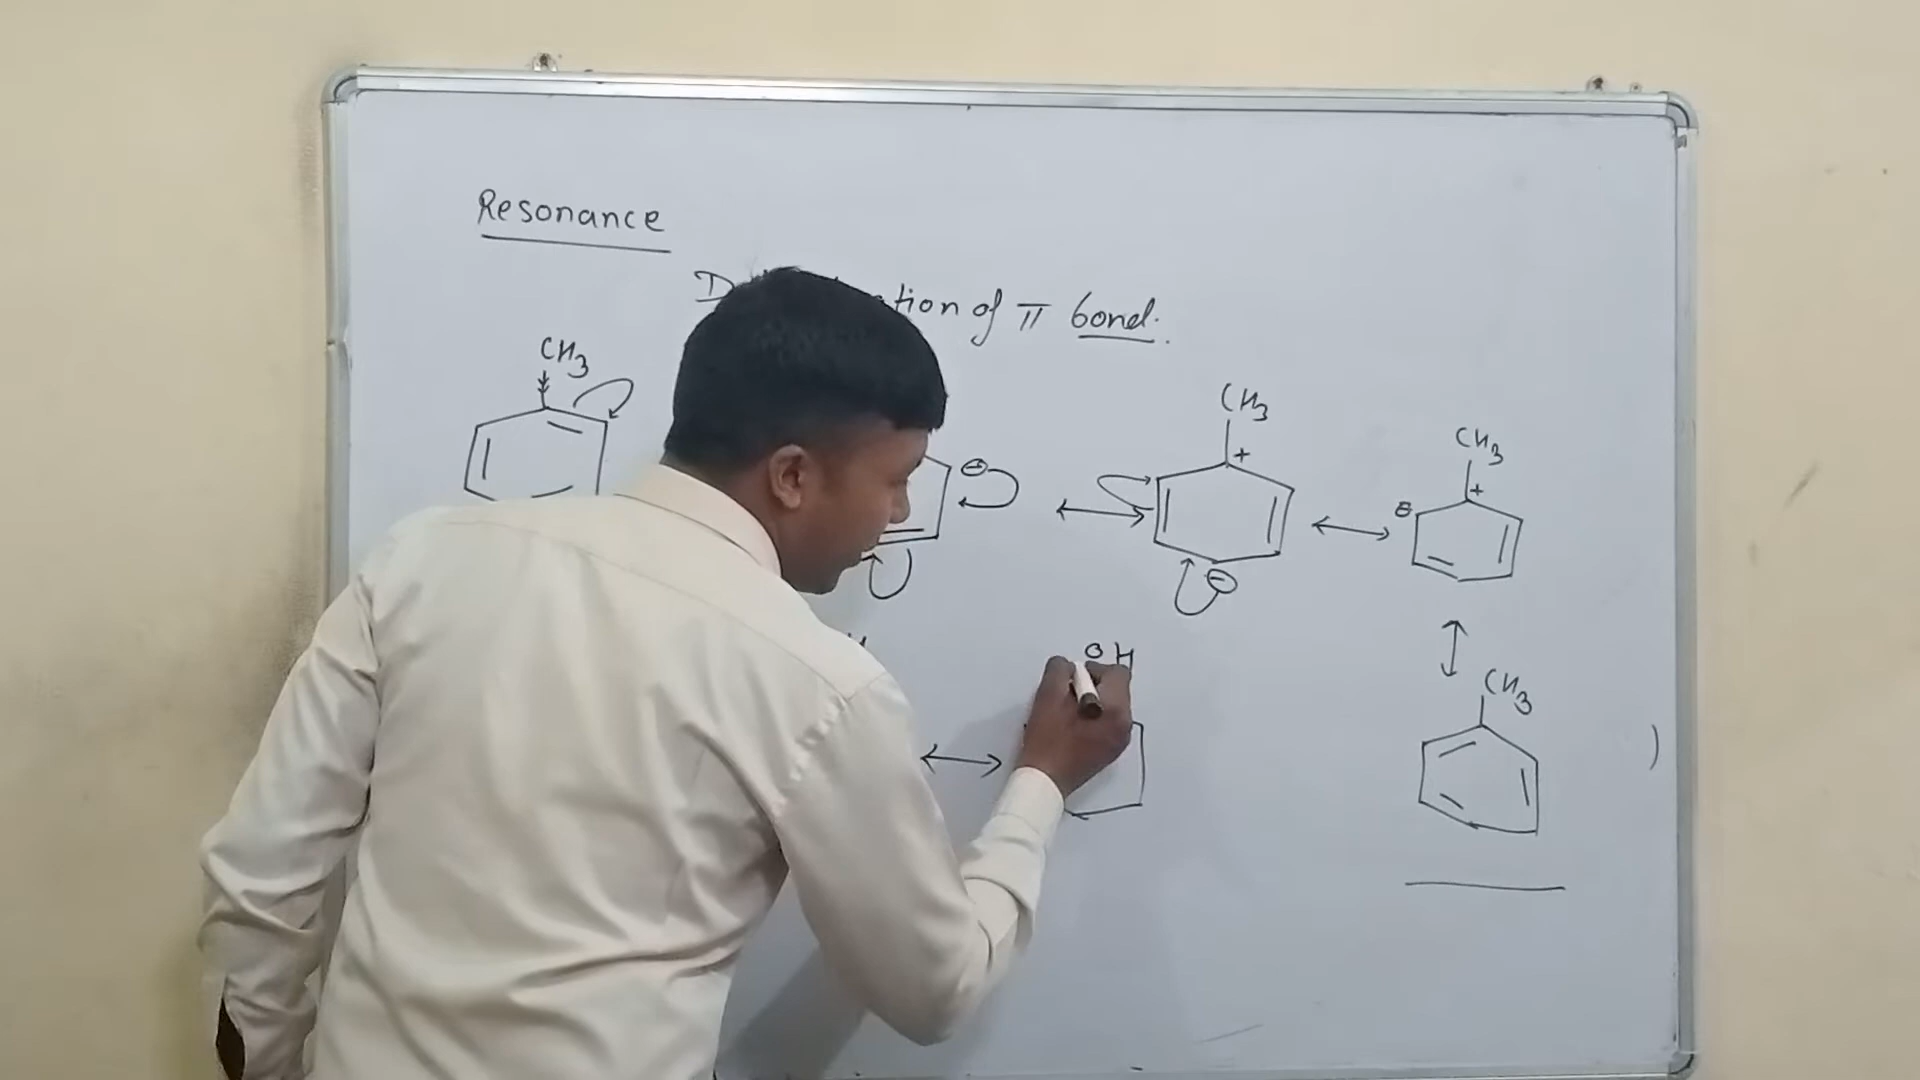 Resonance
tion of π bond.
CH3
CH3
+
CH3
+
⊖
⊖
⊖
OH
CH3